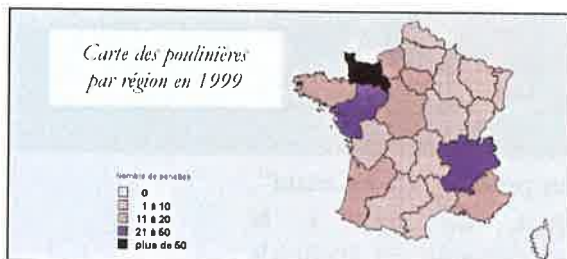 Carte des poulinières
par région en 1999
Nombre de
0
1 à 10
11 à 20
21 à 50
plus de 50